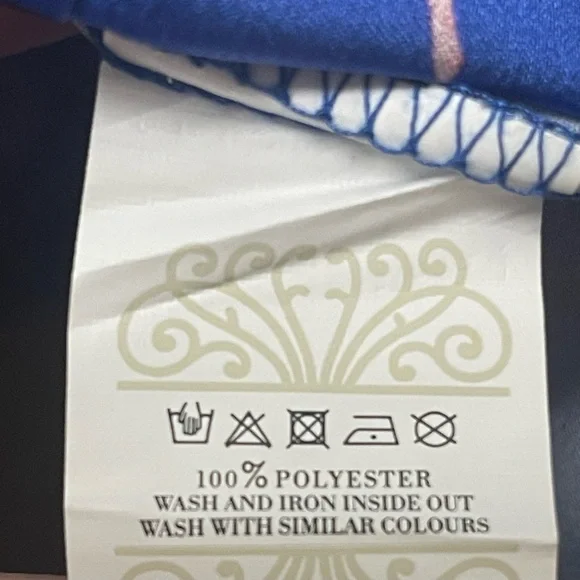 100% POLYESTER
WASH AND IRON INSIDE OUT
WASH WITH SIMILAR COLOURS